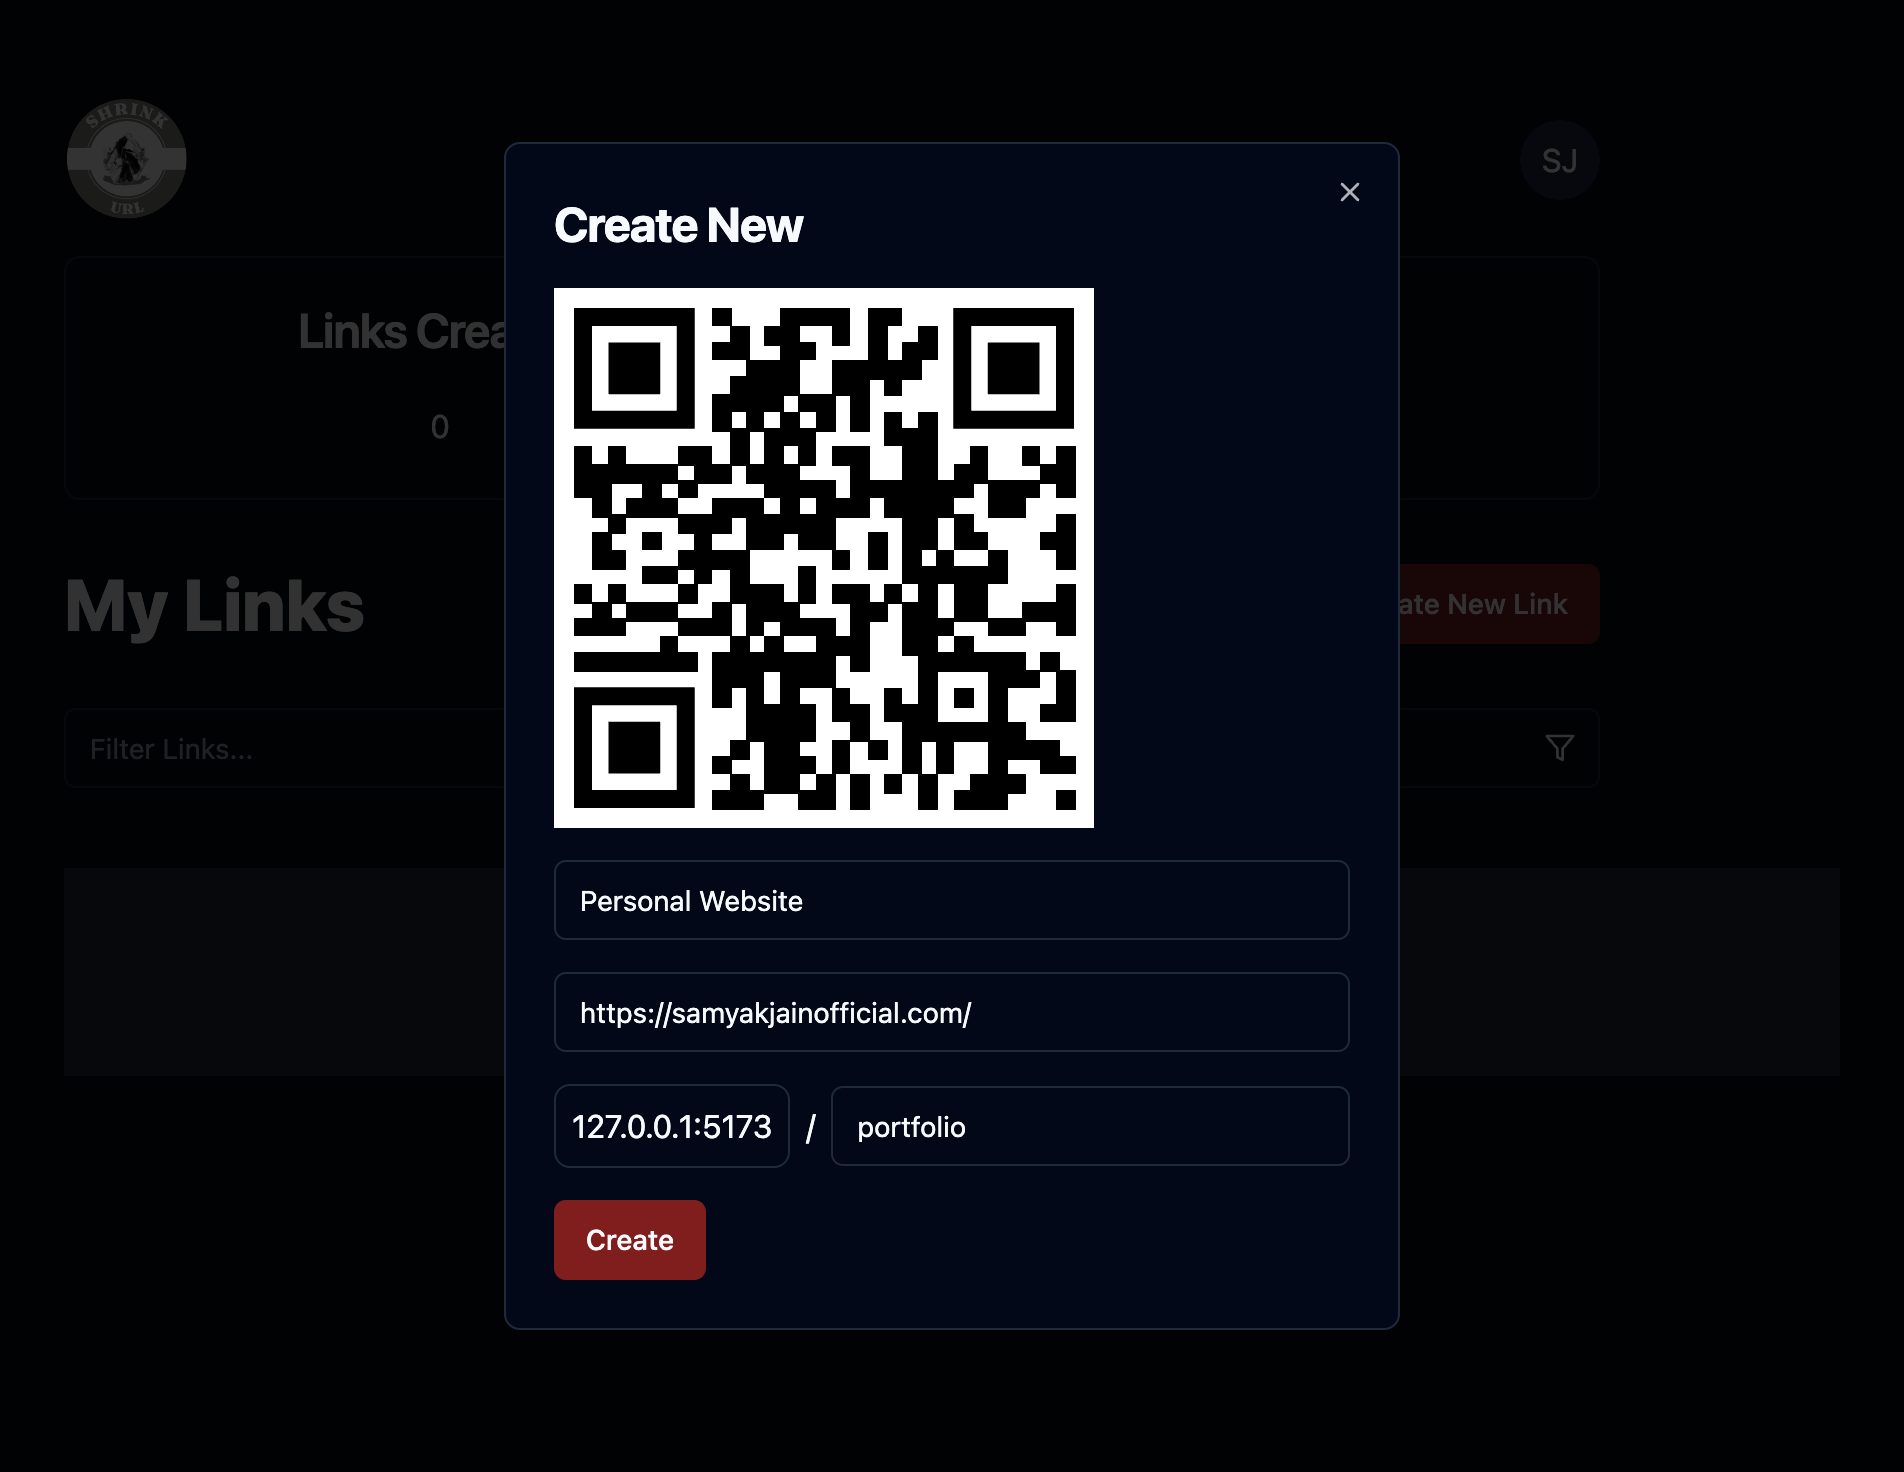 SHRINK
URL
SJ
Create New
Links Crea
0
My Links
ate New Link
Filter Links...
Personal Website
https://samyakjainofficial.com/
127.0.0.1:5173 / portfolio
Create